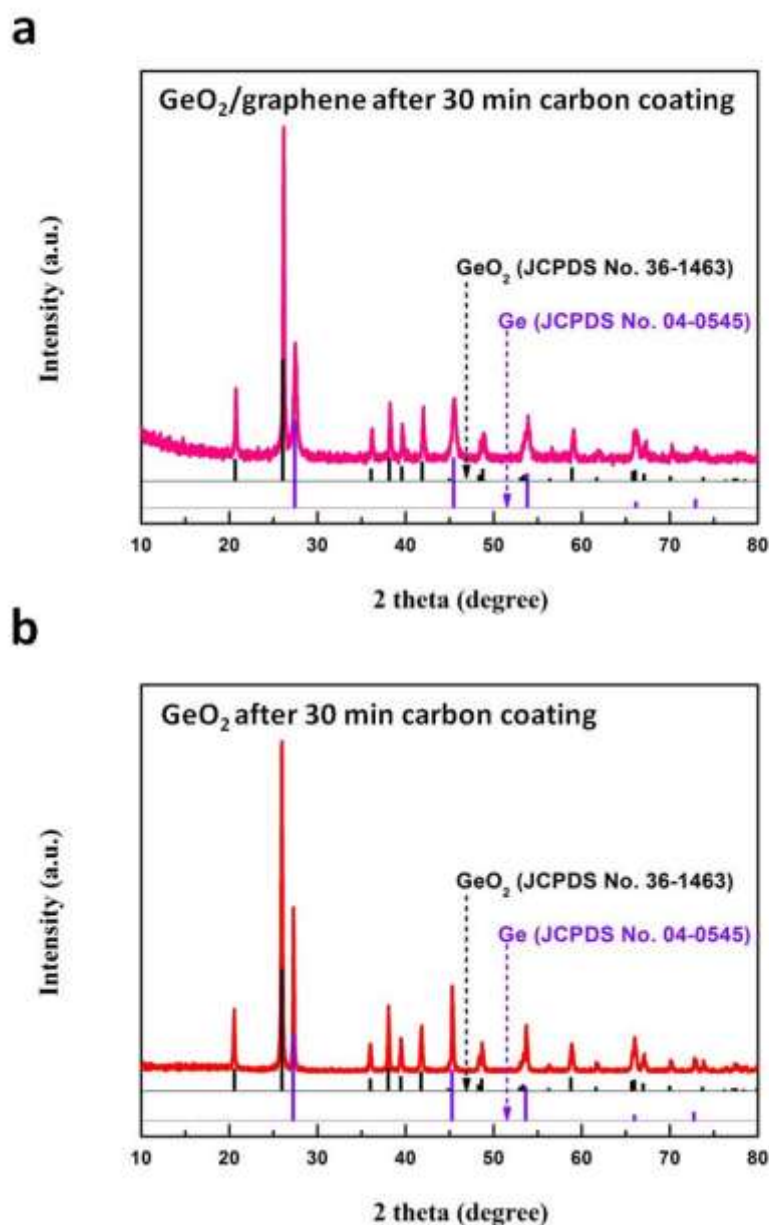 a
GeO₂/graphene after 30 min carbon coating
GeO₂ (JCPDS No. 36-1463)
Ge (JCPDS No. 04-0545)
Intensity (a.u.)
10 20 30 40 50 60 70 80
2 theta (degree)
b
GeO₂ after 30 min carbon coating
GeO₂ (JCPDS No. 36-1463)
Ge (JCPDS No. 04-0545)
Intensity (a.u.)
10 20 30 40 50 60 70 80
2 theta (degree)